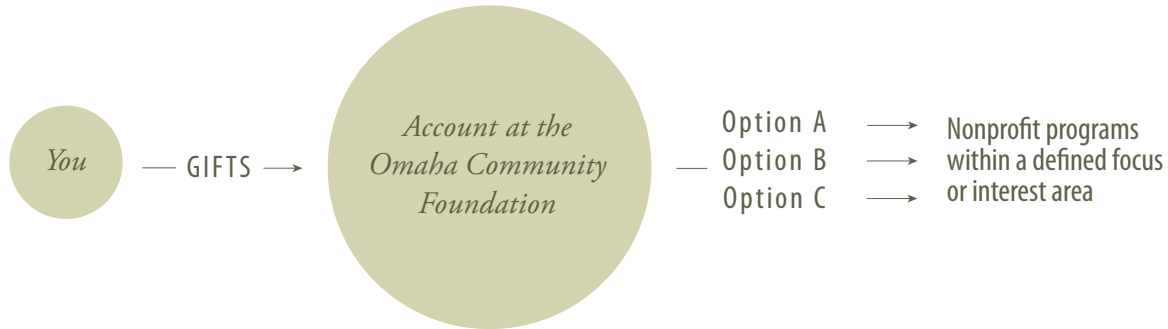 You
GIFTS
Account at the
Omaha Community
Foundation
Option A
Option B
Option C
Nonprofit programs
within a defined focus
or interest area